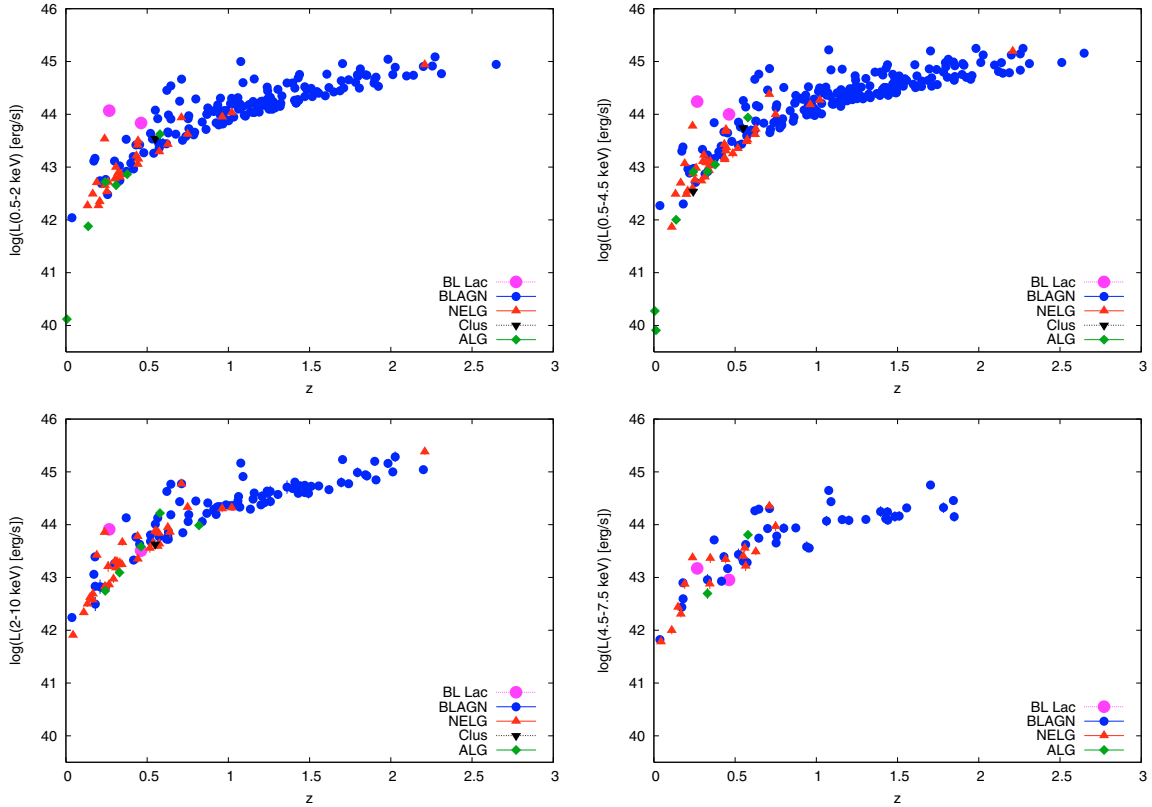 46
45
44
43
42
41
40
log(L(0.5-2 keV) [erg/s])
0 0.5 1 1.5 2 2.5 3
z
BL Lac
BLAGN
NELG
Clus
ALG
46
45
44
43
42
41
40
log(L(0.5-4.5 keV) [erg/s])
0 0.5 1 1.5 2 2.5 3
z
BL Lac
BLAGN
NELG
Clus
ALG
46
45
44
43
42
41
40
log(L(2-10 keV) [erg/s])
0 0.5 1 1.5 2 2.5 3
z
BL Lac
BLAGN
NELG
Clus
ALG
46
45
44
43
42
41
40
log(L(4.5-7.5 keV) [erg/s])
0 0.5 1 1.5 2 2.5 3
z
BL Lac
BLAGN
NELG
ALG